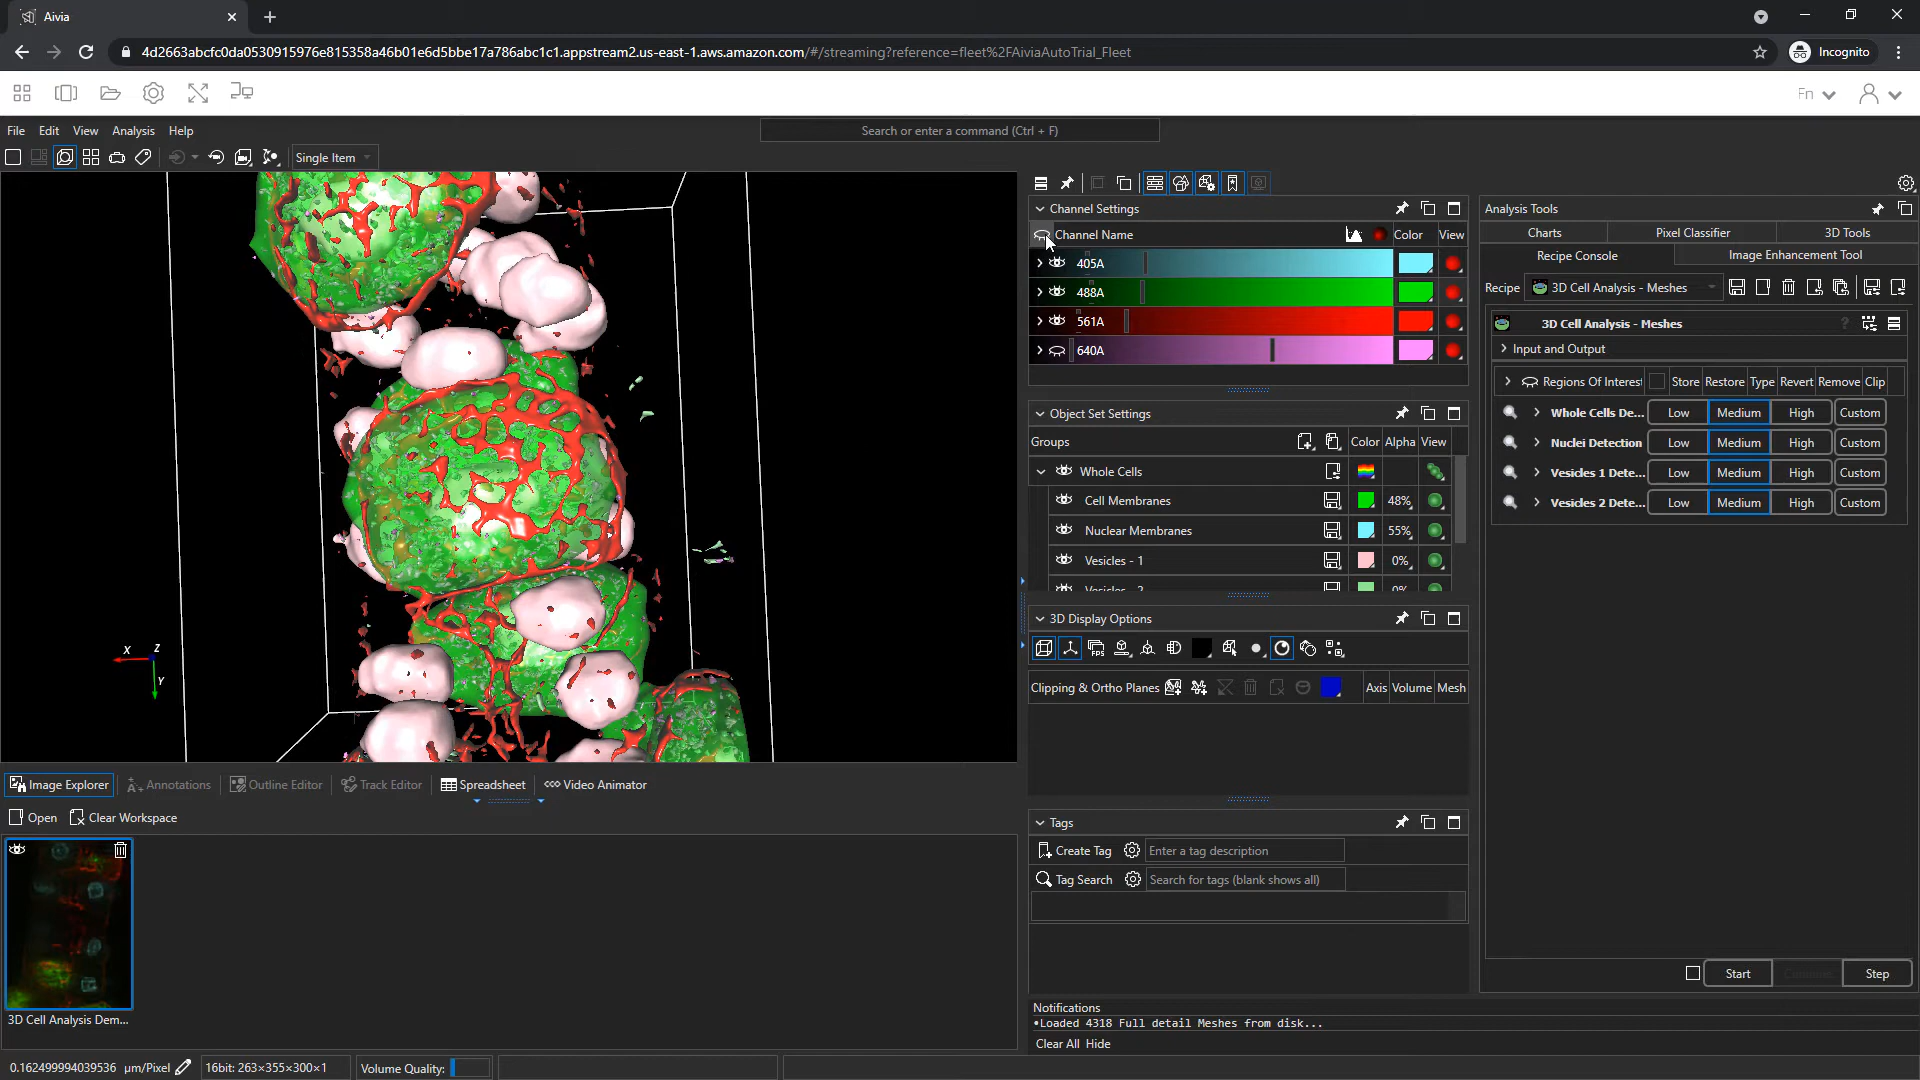 Aivia
4d2663abcfc0da0530915976e815358a46b01e6d5bbe17a786abc1c1.appstream2.us-east-1.aws.amazon.com/#/streaming?reference=fleet%2FAiviaAutoTrial_Fleet
Incognito
Fn
File Edit View Analysis Help
Search or enter a command (Ctrl + F)
Single Item
Channel Settings
Channel Name Color View
405A
488A
561A
640A
Object Set Settings
Groups Color Alpha View
Whole Cells
Cell Membranes 48%
Nuclear Membranes 55%
Vesicles - 1 0%
Vesicles - 2 0%
3D Display Options
Clipping & Ortho Planes Axis Volume Mesh
Tags
Create Tag Enter a tag description
Tag Search Search for tags (blank shows all)
Notifications
•Loaded 4318 Full detail Meshes from disk...
Clear All Hide
Analysis Tools
Charts Pixel Classifier 3D Tools
Recipe Console Image Enhancement Tool
Recipe 3D Cell Analysis - Meshes
3D Cell Analysis - Meshes ?
Input and Output
Regions Of Interest Store Restore Type Revert Remove Clip
Whole Cells De... Low Medium High Custom
Nuclei Detection Low Medium High Custom
Vesicles 1 Dete... Low Medium High Custom
Vesicles 2 Dete... Low Medium High Custom
Start Step
X Z
Y
Image Explorer Annotations Outline Editor Track Editor Spreadsheet Video Animator
Open Clear Workspace
3D Cell Analysis Dem...
0.162499994039536 µm/Pixel 16bit: 263×355×300×1 Volume Quality: